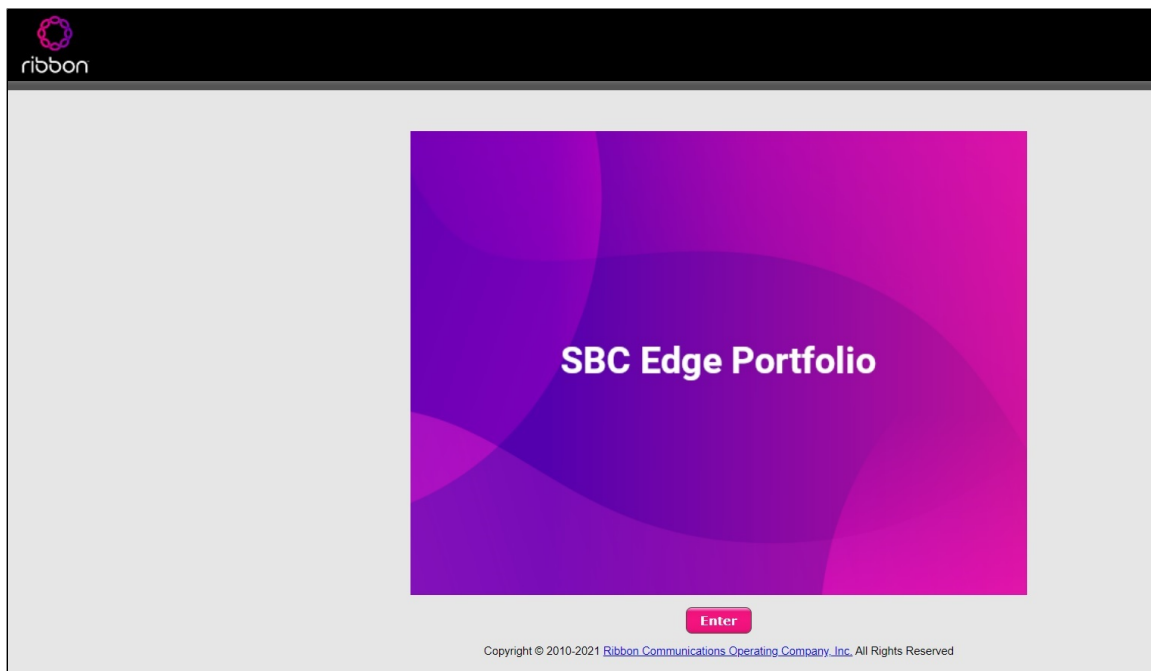 ribbon
SBC Edge Portfolio
Enter
Copyright © 2010-2021 Ribbon Communications Operating Company, Inc. All Rights Reserved